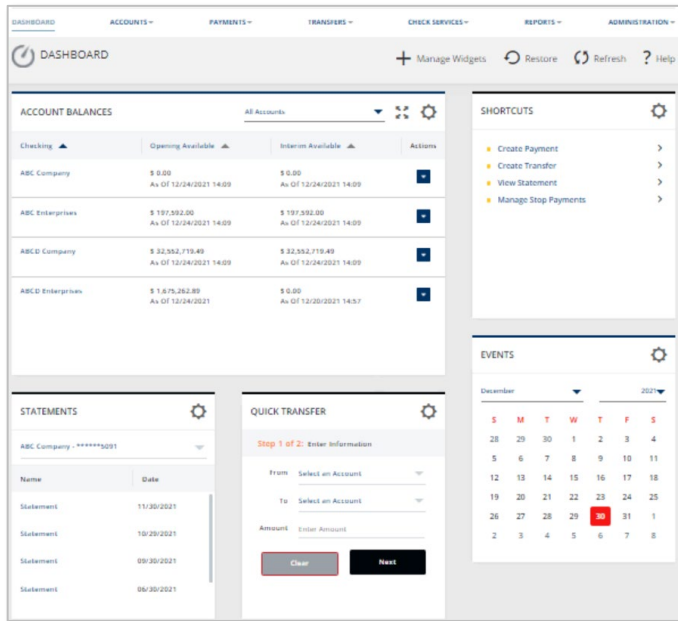 DASHBOARD ACCOUNTS PAYMENTS TRANSFERS CHECK SERVICES REPORTS ADMINISTRATION
DASHBOARD
Manage Widgets Restore Refresh ? Help
ACCOUNT BALANCES All Accounts
Checking Opening Available Interim Available Actions
ABC Company $ 0.00 $ 0.00
As Of 12/24/2021 14:09 As Of 12/24/2021 14:09
ABC Enterprises $ 197,592.00 $ 197,592.00
As Of 12/24/2021 14:09 As Of 12/24/2021 14:09
ABCD Company $ 32,552,719.49 $ 32,552,719.49
As Of 12/24/2021 14:09 As Of 12/24/2021 14:09
ABCD Enterprises $ 1,675,262.89 $ 0.00
As Of 12/24/2021 As Of 12/20/2021 14:57
SHORTCUTS
Create Payment
Create Transfer
View Statement
Manage Stop Payments
STATEMENTS
ABC Company - ******5091
Name Date
Statement 11/30/2021
Statement 10/29/2021
Statement 09/30/2021
Statement 06/30/2021
QUICK TRANSFER
Step 1 of 2: Enter Information
From Select an Account
To Select an Account
Amount Enter Amount
Clear Next
EVENTS
December 2021
S M T W T F S
28 29 30 1 2 3 4
5 6 7 8 9 10 11
12 13 14 15 16 17 18
19 20 21 22 23 24 25
26 27 28 29 30 31 1
2 3 4 5 6 7 8